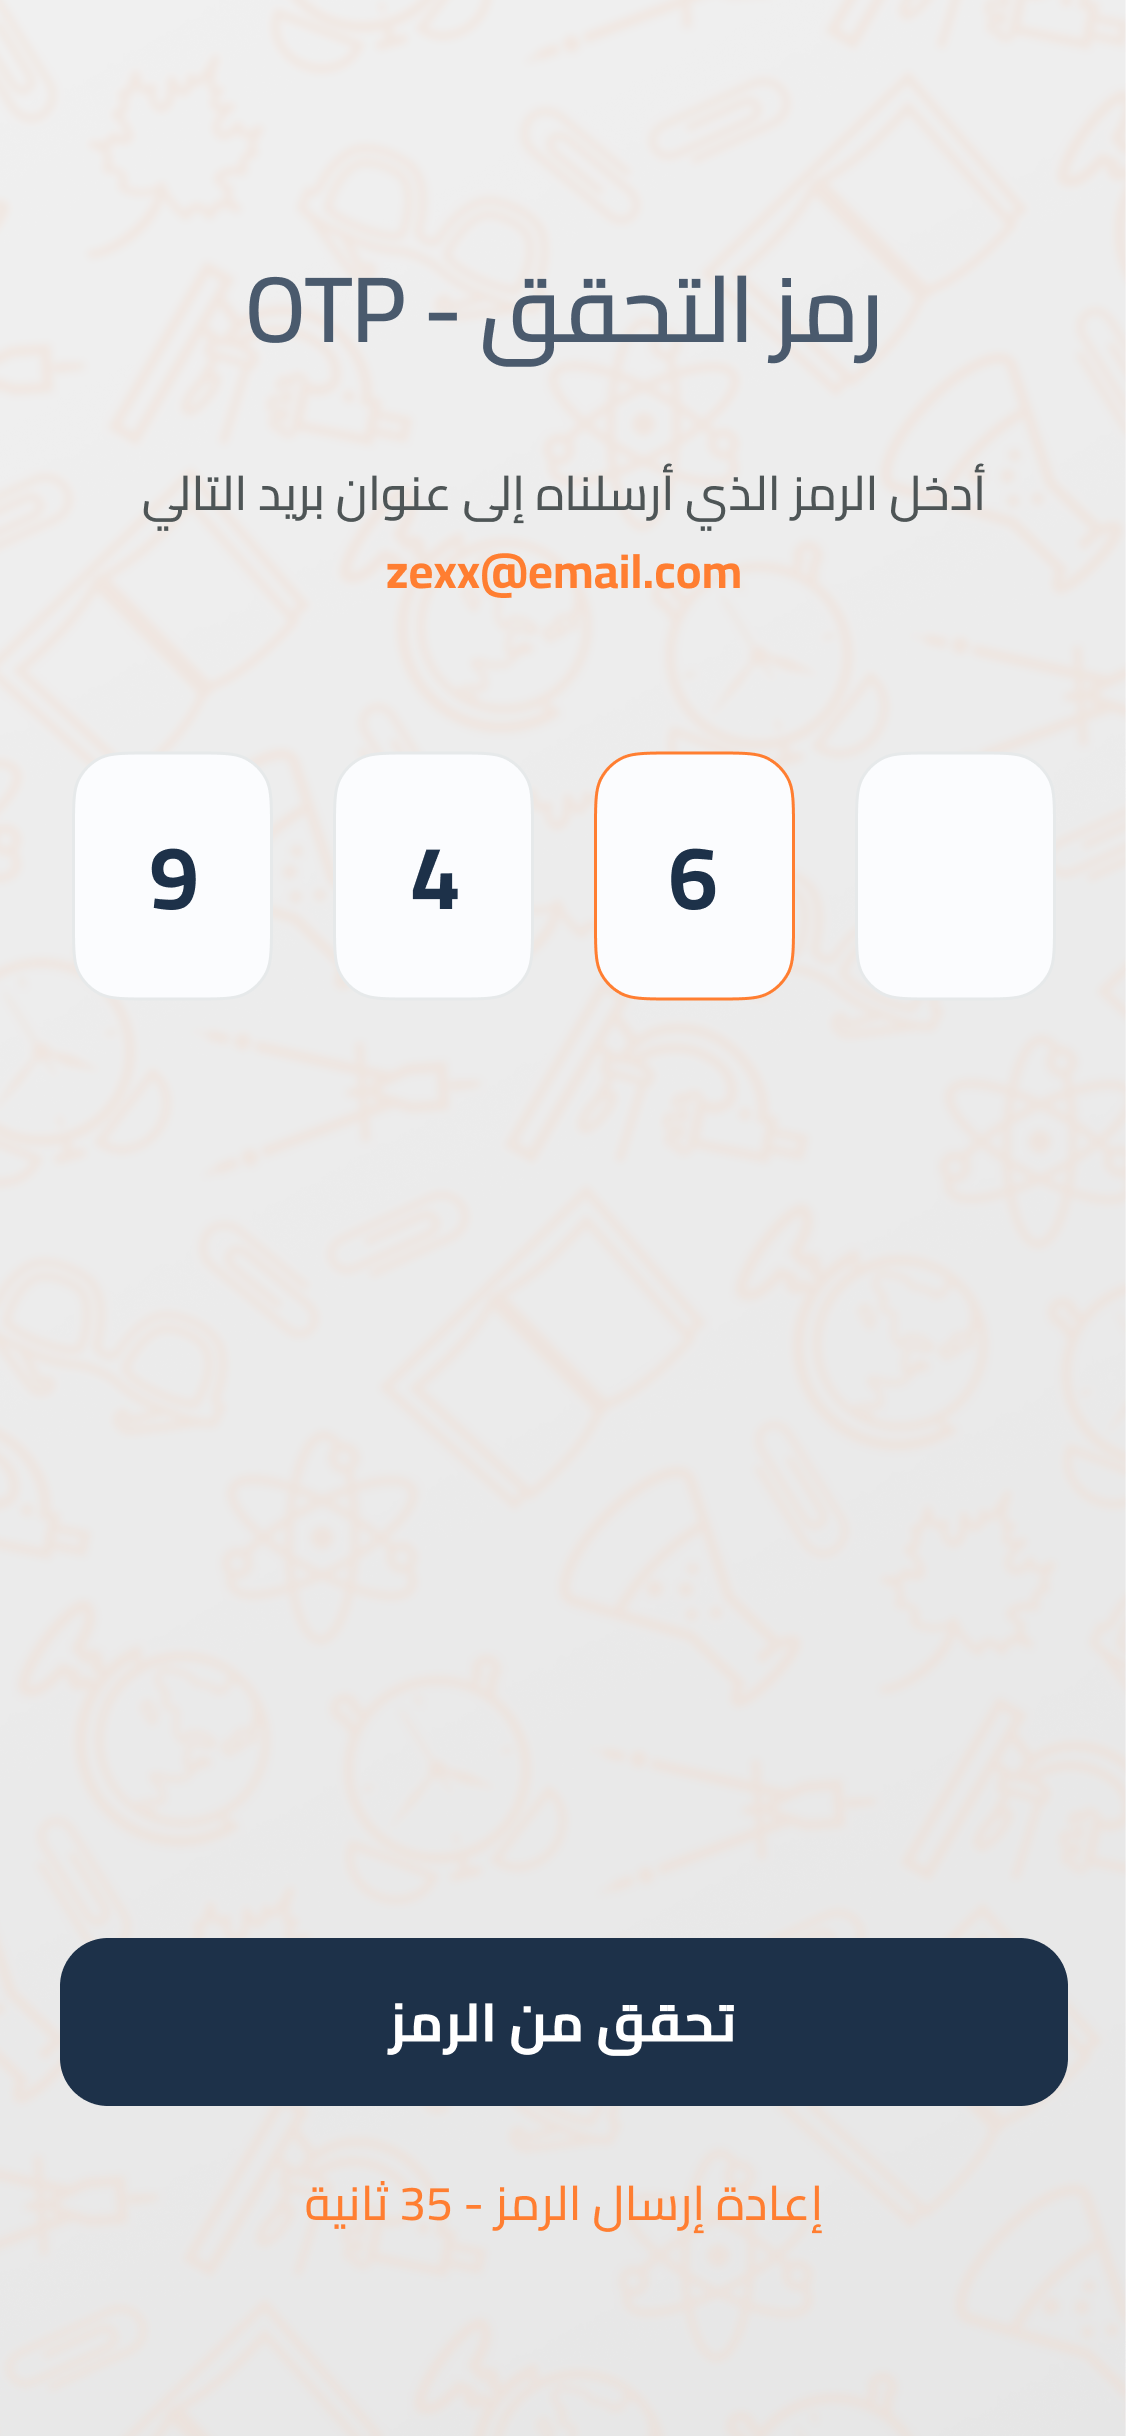 رمز التحقق - OTP
أدخل الرمز الذي أرسلناه إلى عنوان بريد التالي
zexx@email.com
9 4 6
تحقق من الرمز
إعادة إرسال الرمز - 35 ثانية